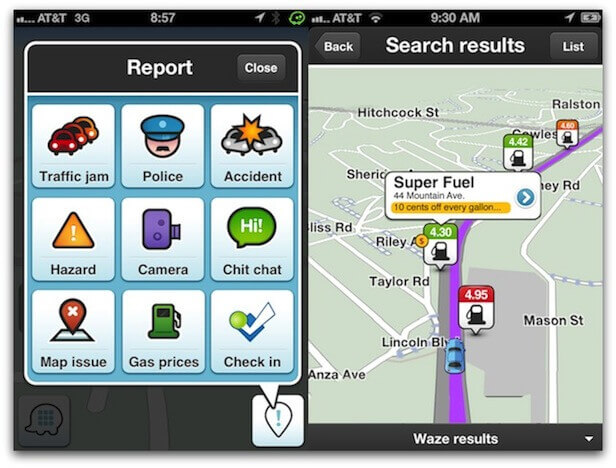 AT&T 3G 8:57
Report
Close
Traffic jam
Police
Accident
Hazard
Hi!
Camera
Chit chat
Map issue
Gas prices
Check in
AT&T 9:30 AM
Back
Search results
List
Hitchcock St
Ralston
4.60
4.42
Cowles
Super Fuel
44 Mountain Ave.
10 cents off every gallon...
ney Rd
liss Rd
4.30
Riley A
Taylor Rd
4.95
Mason St
Lincoln Bl
Anza Ave
Waze results